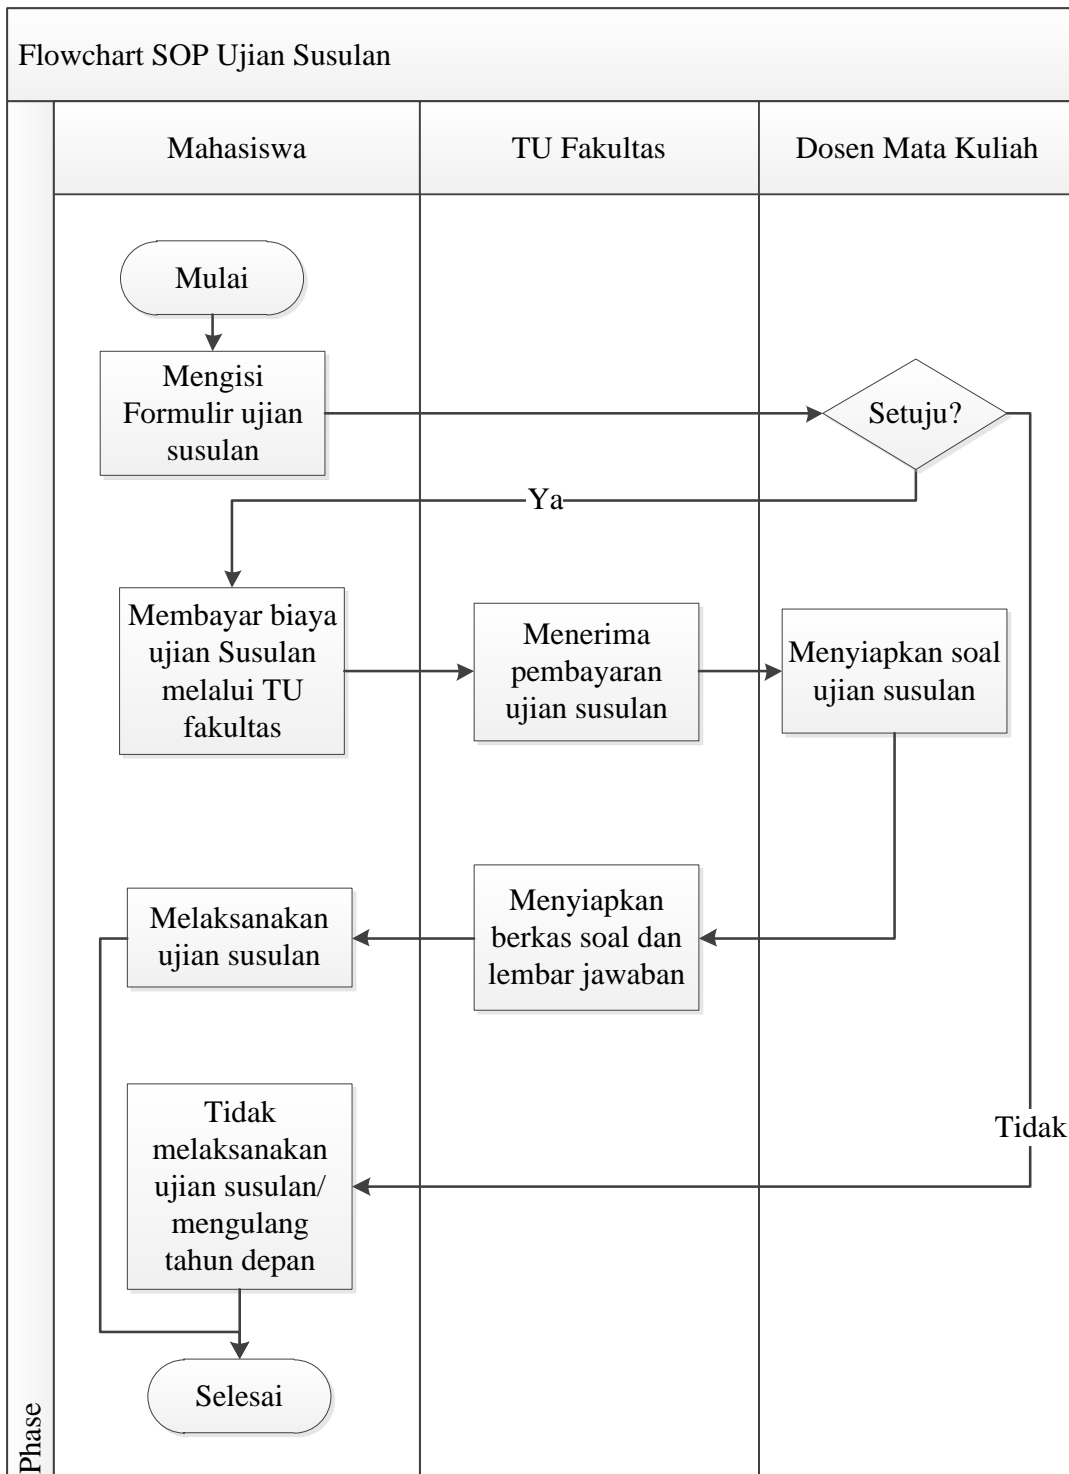 Flowchart SOP Ujian Susulan
Mahasiswa
TU Fakultas
Dosen Mata Kuliah
Mulai
Mengisi
Formulir ujian
susulan
Setuju?
Ya
Membayar biaya
ujian Susulan
melalui TU
fakultas
Menerima
pembayaran
ujian susulan
Menyiapkan soal
ujian susulan
Melaksanakan
ujian susulan
Menyiapkan
berkas soal dan
lembar jawaban
Tidak
melaksanakan
ujian susulan/
mengulang
tahun depan
Tidak
Selesai
Phase